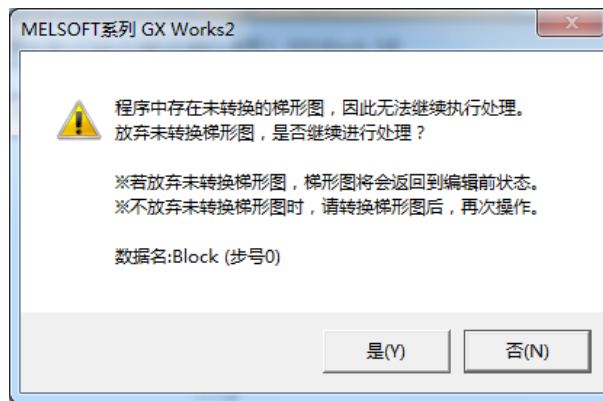 MELSOFT系列 GX Works2
程序中存在未转换的梯形图，因此无法继续执行处理。
放弃未转换梯形图，是否继续进行处理？
※若放弃未转换梯形图，梯形图将会返回到编辑前状态。
※不放弃未转换梯形图时，请转换梯形图后，再次操作。
数据名:Block (步号0)
是(Y)
否(N)